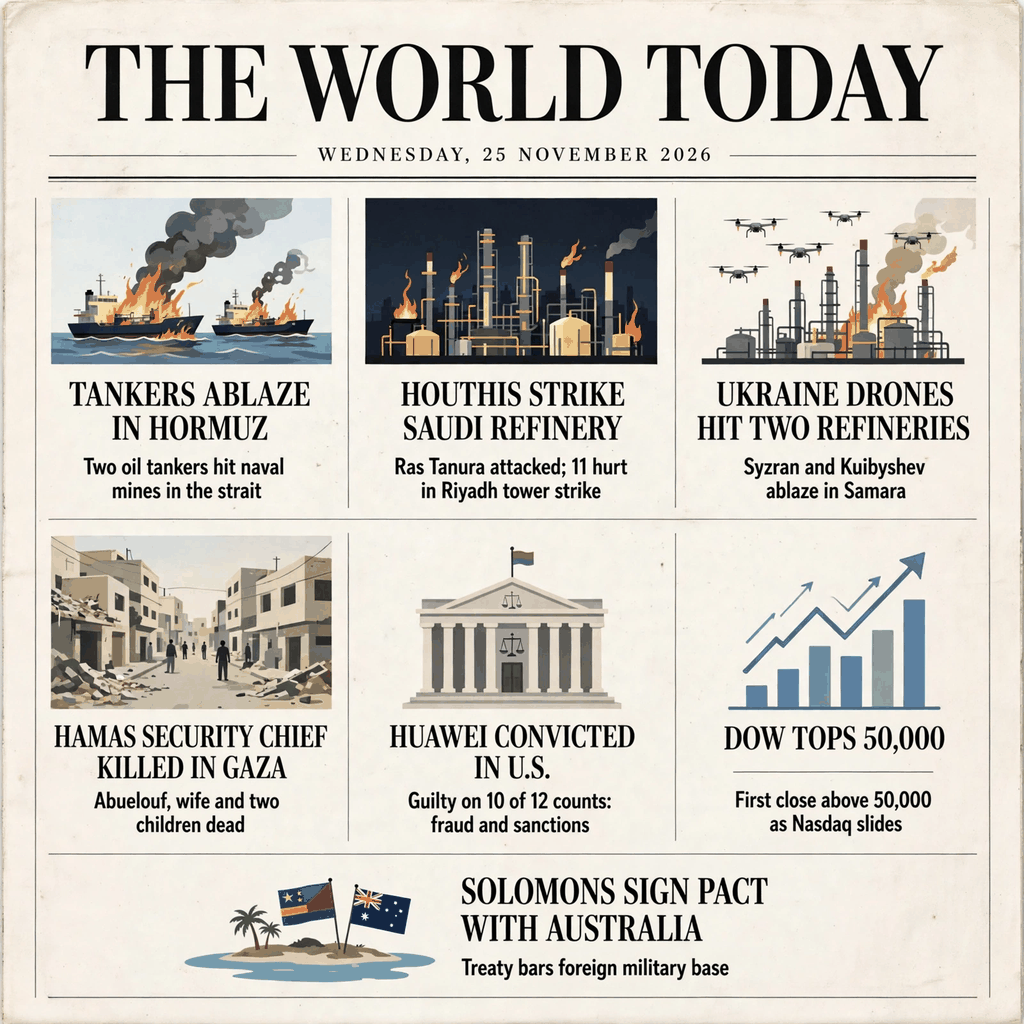 THE WORLD TODAY
WEDNESDAY, 25 NOVEMBER 2026
TANKERS ABLAZE
IN HORMUZ
Two oil tankers hit naval
mines in the strait
HOUTHIS STRIKE
SAUDI REFINERY
Ras Tanura attacked; 11 hurt
in Riyadh tower strike
UKRAINE DRONES
HIT TWO REFINERIES
Syzran and Kuibyshev
ablaze in Samara
HAMAS SECURITY CHIEF
KILLED IN GAZA
Abuelouf, wife and two
children dead
HUAWEI CONVICTED
IN U.S.
Guilty on 10 of 12 counts:
fraud and sanctions
DOW TOPS 50,000
First close above 50,000
as Nasdaq slides
SOLOMONS SIGN PACT
WITH AUSTRALIA
Treaty bars foreign military base